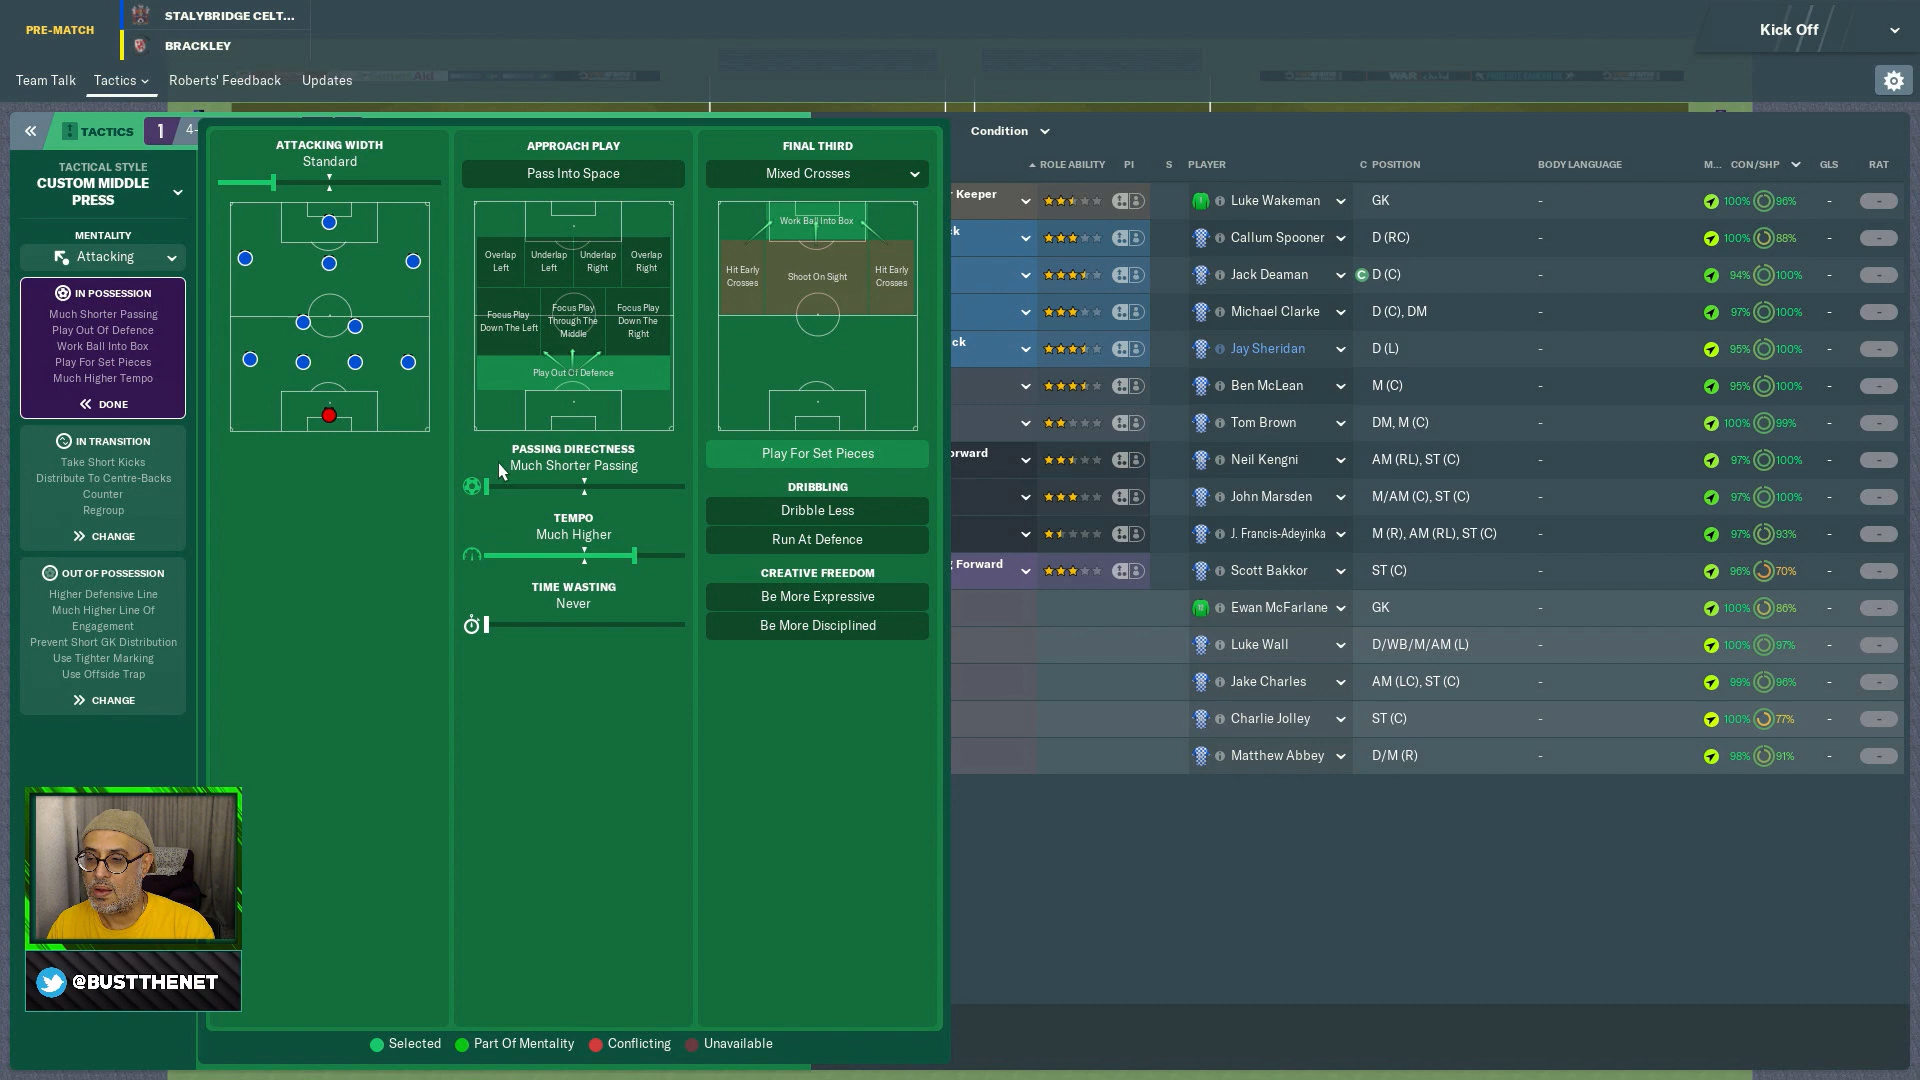 PRE-MATCH
STALYBRIDGE CELT...
BRACKLEY
Kick Off
Team Talk
Tactics
Roberts' Feedback
Updates
TACTICS
1
4-
TACTICAL STYLE
CUSTOM MIDDLE
PRESS
MENTALITY
Attacking
IN POSSESSION
Much Shorter Passing
Play Out Of Defence
Work Ball Into Box
Play For Set Pieces
Much Higher Tempo
DONE
IN TRANSITION
Take Short Kicks
Distribute To Centre-Backs
Counter
Regroup
CHANGE
OUT OF POSSESSION
Higher Defensive Line
Much Higher Line Of
Engagement
Prevent Short GK Distribution
Use Tighter Marking
Use Offside Trap
CHANGE
@BUSTTHENET
ATTACKING WIDTH
Standard
APPROACH PLAY
Pass Into Space
Overlap Left
Underlap Left
Underlap Right
Overlap Right
Focus Play Down The Left
Focus Play Through The Middle
Focus Play Down The Right
Play Out Of Defence
PASSING DIRECTNESS
Much Shorter Passing
TEMPO
Much Higher
TIME WASTING
Never
FINAL THIRD
Mixed Crosses
Work Ball Into Box
Hit Early Crosses
Shoot On Sight
Hit Early Crosses
Play For Set Pieces
DRIBBLING
Dribble Less
Run At Defence
CREATIVE FREEDOM
Be More Expressive
Be More Disciplined
Selected
Part Of Mentality
Conflicting
Unavailable
Condition
ROLE ABILITY PI S PLAYER C POSITION BODY LANGUAGE M... CON/SHP GLS RAT
Keeper Luke Wakeman GK - 100% 96% - -
ck Callum Spooner D (RC) - 100% 88% - -
Jack Deaman C D (C) - 94% 100% - -
Michael Clarke D (C), DM - 97% 100% - -
ck Jay Sheridan D (L) - 95% 100% - -
Ben McLean M (C) - 95% 100% - -
Tom Brown DM, M (C) - 100% 99% - -
orward Neil Kengni AM (RL), ST (C) - 97% 100% - -
John Marsden M/AM (C), ST (C) - 97% 100% - -
J. Francis-Adeyinka M (R), AM (RL), ST (C) - 97% 93% - -
g Forward Scott Bakkor ST (C) - 96% 70% - -
Ewan McFarlane GK - 100% 86% - -
Luke Wall D/WB/M/AM (L) - 100% 97% - -
Jake Charles AM (LC), ST (C) - 99% 96% - -
Charlie Jolley ST (C) - 100% 77% - -
Matthew Abbey D/M (R) - 98% 91% - -